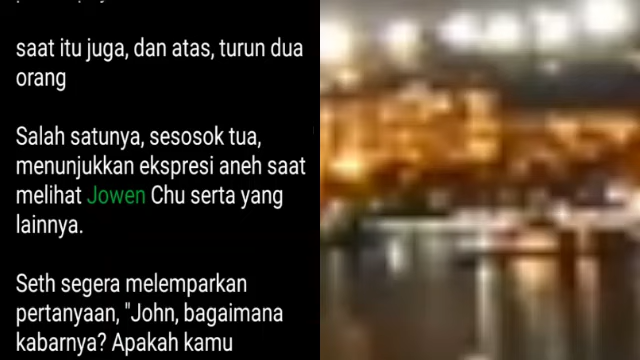 saat itu juga, dan atas, turun dua
orang
Salah satunya, sesosok tua,
menunjukkan ekspresi aneh saat
melihat Jowen Chu serta yang
lainnya.
Seth segera melemparkan
pertanyaan, "John, bagaimana
kabarnya? Apakah kamu